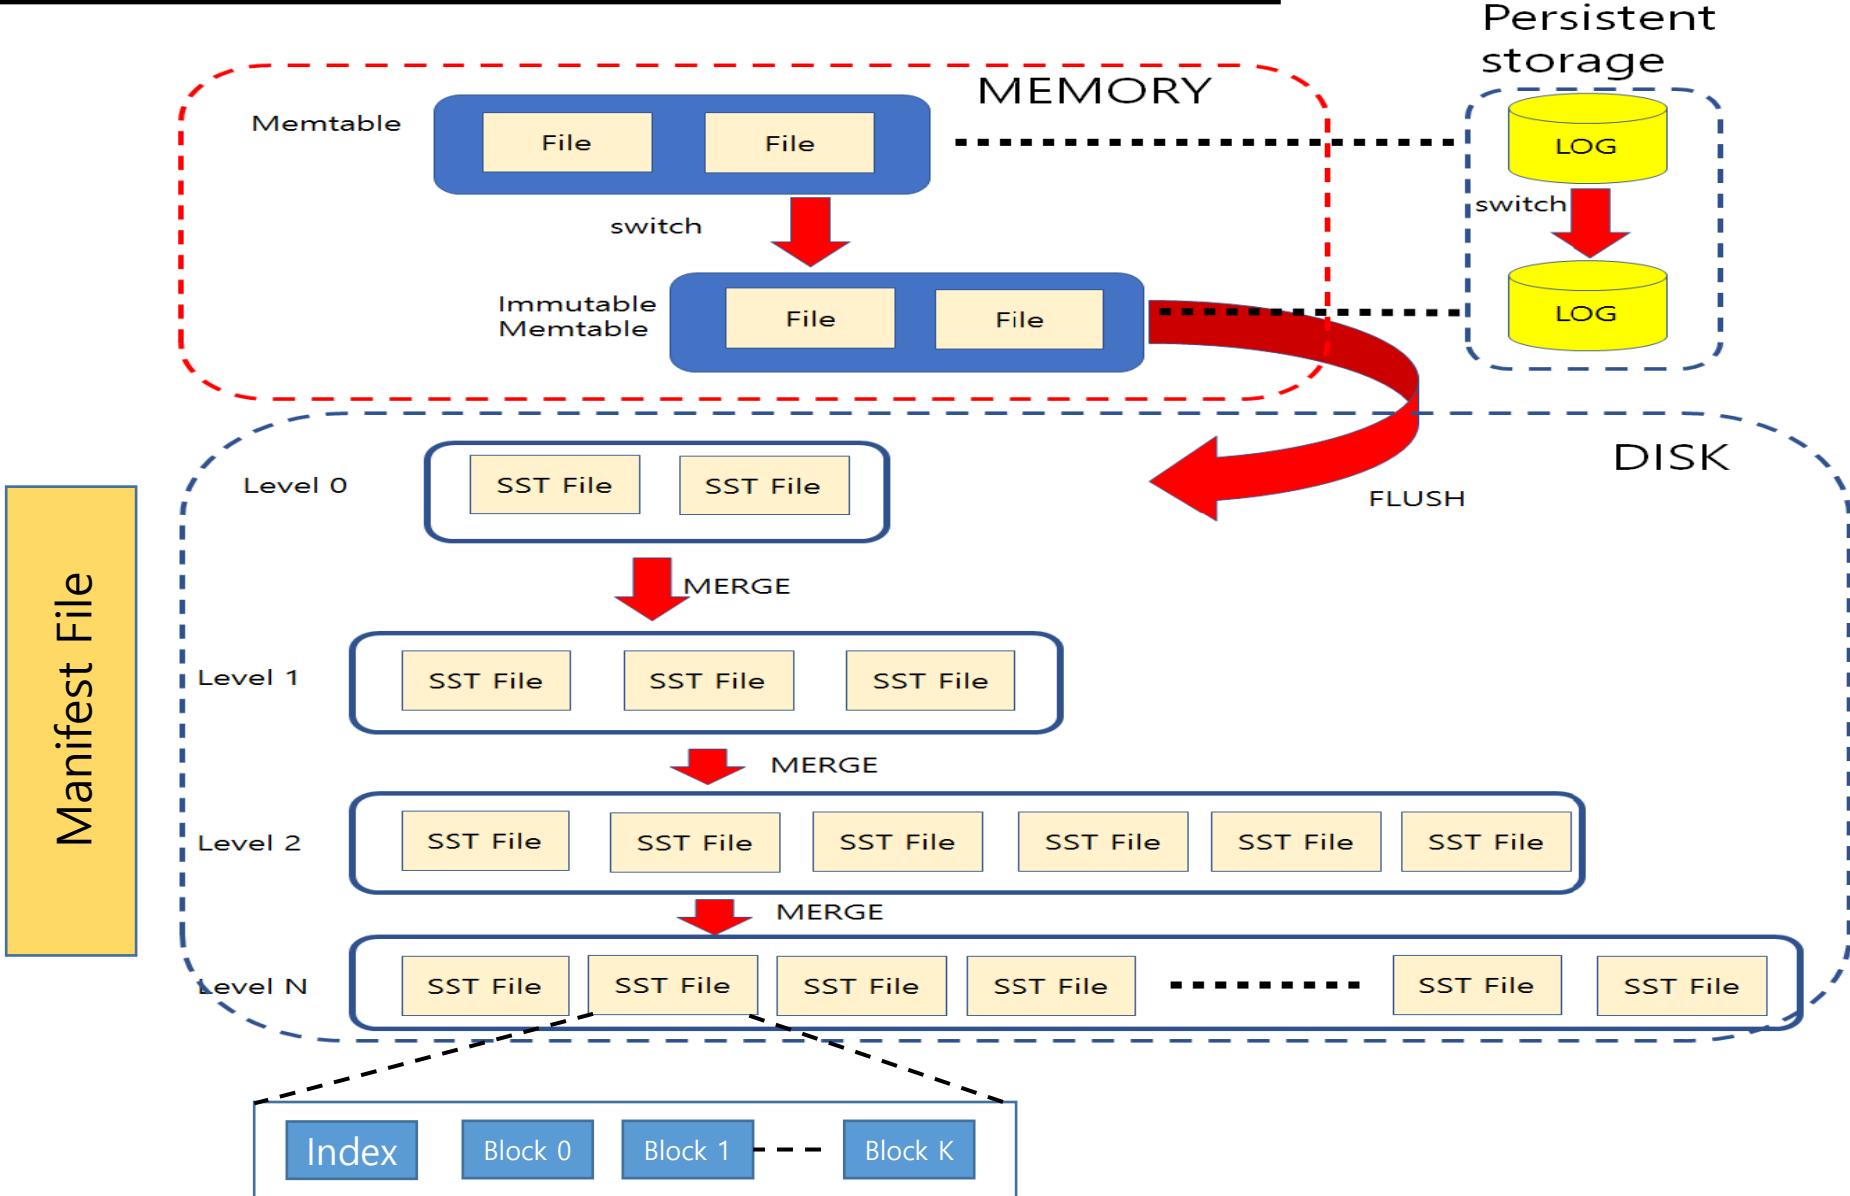 Persistent
storage
MEMORY
Memtable
File
File
LOG
switch
switch
Immutable
Memtable
File
File
LOG
DISK
Level 0
SST File
SST File
FLUSH
MERGE
Manifest File
Level 1
SST File
SST File
SST File
MERGE
Level 2
SST File
SST File
SST File
SST File
SST File
SST File
MERGE
Level N
SST File
SST File
SST File
SST File
SST File
SST File
Index
Block 0
Block 1
Block K